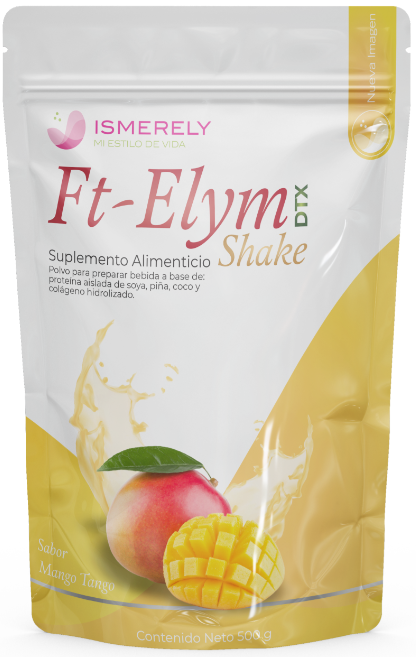 Nueva Imagen
ISMERELY
MI ESTILO DE VIDA
Ft-Elym
DTX
Shake
Suplemento Alimenticio
Polvo para preparar bebida a base de:
proteína aislada de soya, piña, coco y
colágeno hidrolizado.
Sabor
Mango Tango
Contenido Neto 500 g